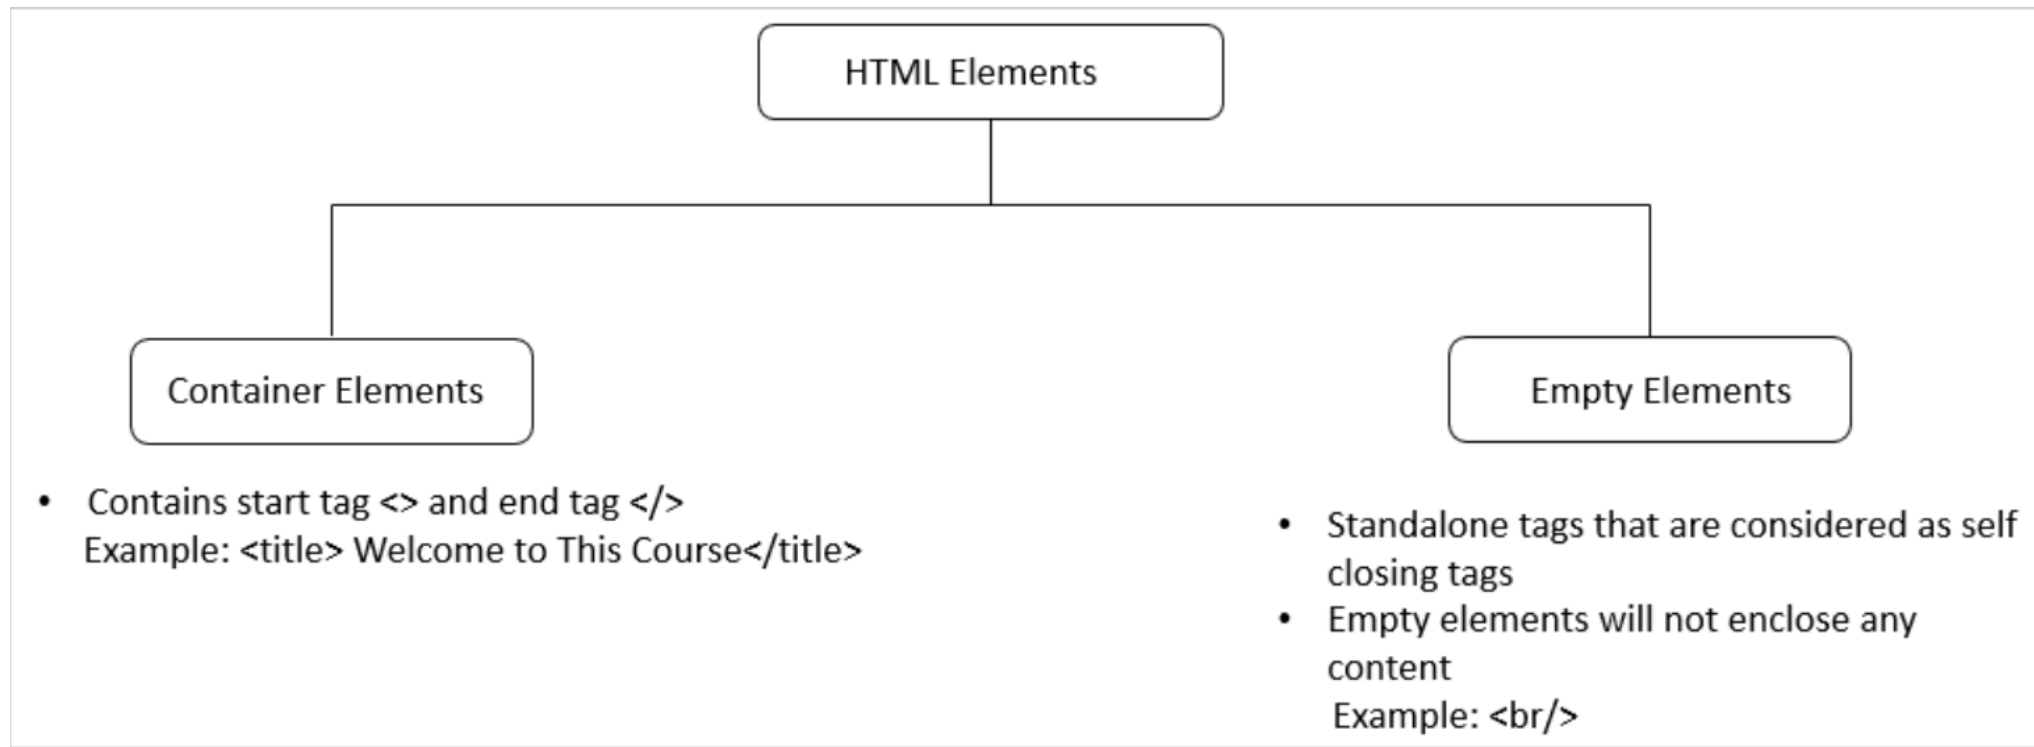 HTML Elements
Container Elements
• Contains start tag <> and end tag </>
Example: <title> Welcome to This Course</title>
Empty Elements
• Standalone tags that are considered as self
closing tags
• Empty elements will not enclose any
content
Example: <br/>